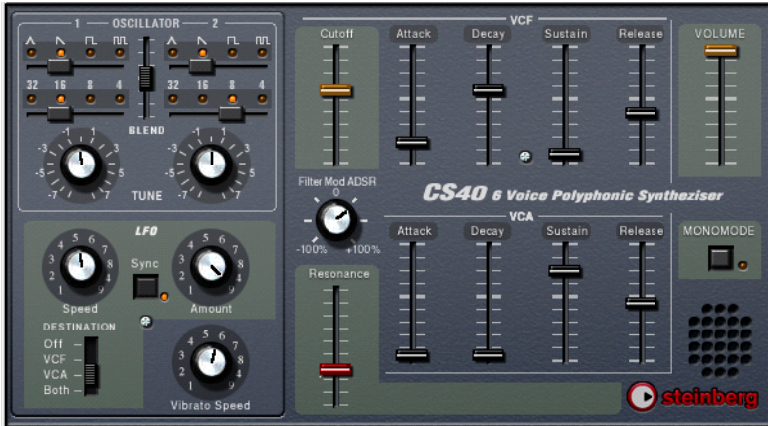 1 OSCILLATOR 2
32 16 8 4
32 16 8 4
BLEND
-1 1
-3 3
-5 5
-7 7
-1 1
-3 3
-5 5
-7 7
TUNE
LFO
1 2 3 4 5 6 7 8 9
Speed
Sync
1 2 3 4 5 6 7 8 9
Amount
DESTINATION
Off
VCF
VCA
Both
1 2 3 4 5 6 7 8 9
Vibrato Speed
VCF
Cutoff
Attack
Decay
Sustain
Release
VOLUME
Filter Mod ADSR
0
-100% +100%
CS40 6 Voice Polyphonic Syntheziser
VCA
Resonance
Attack
Decay
Sustain
Release
MONOMODE
steinberg